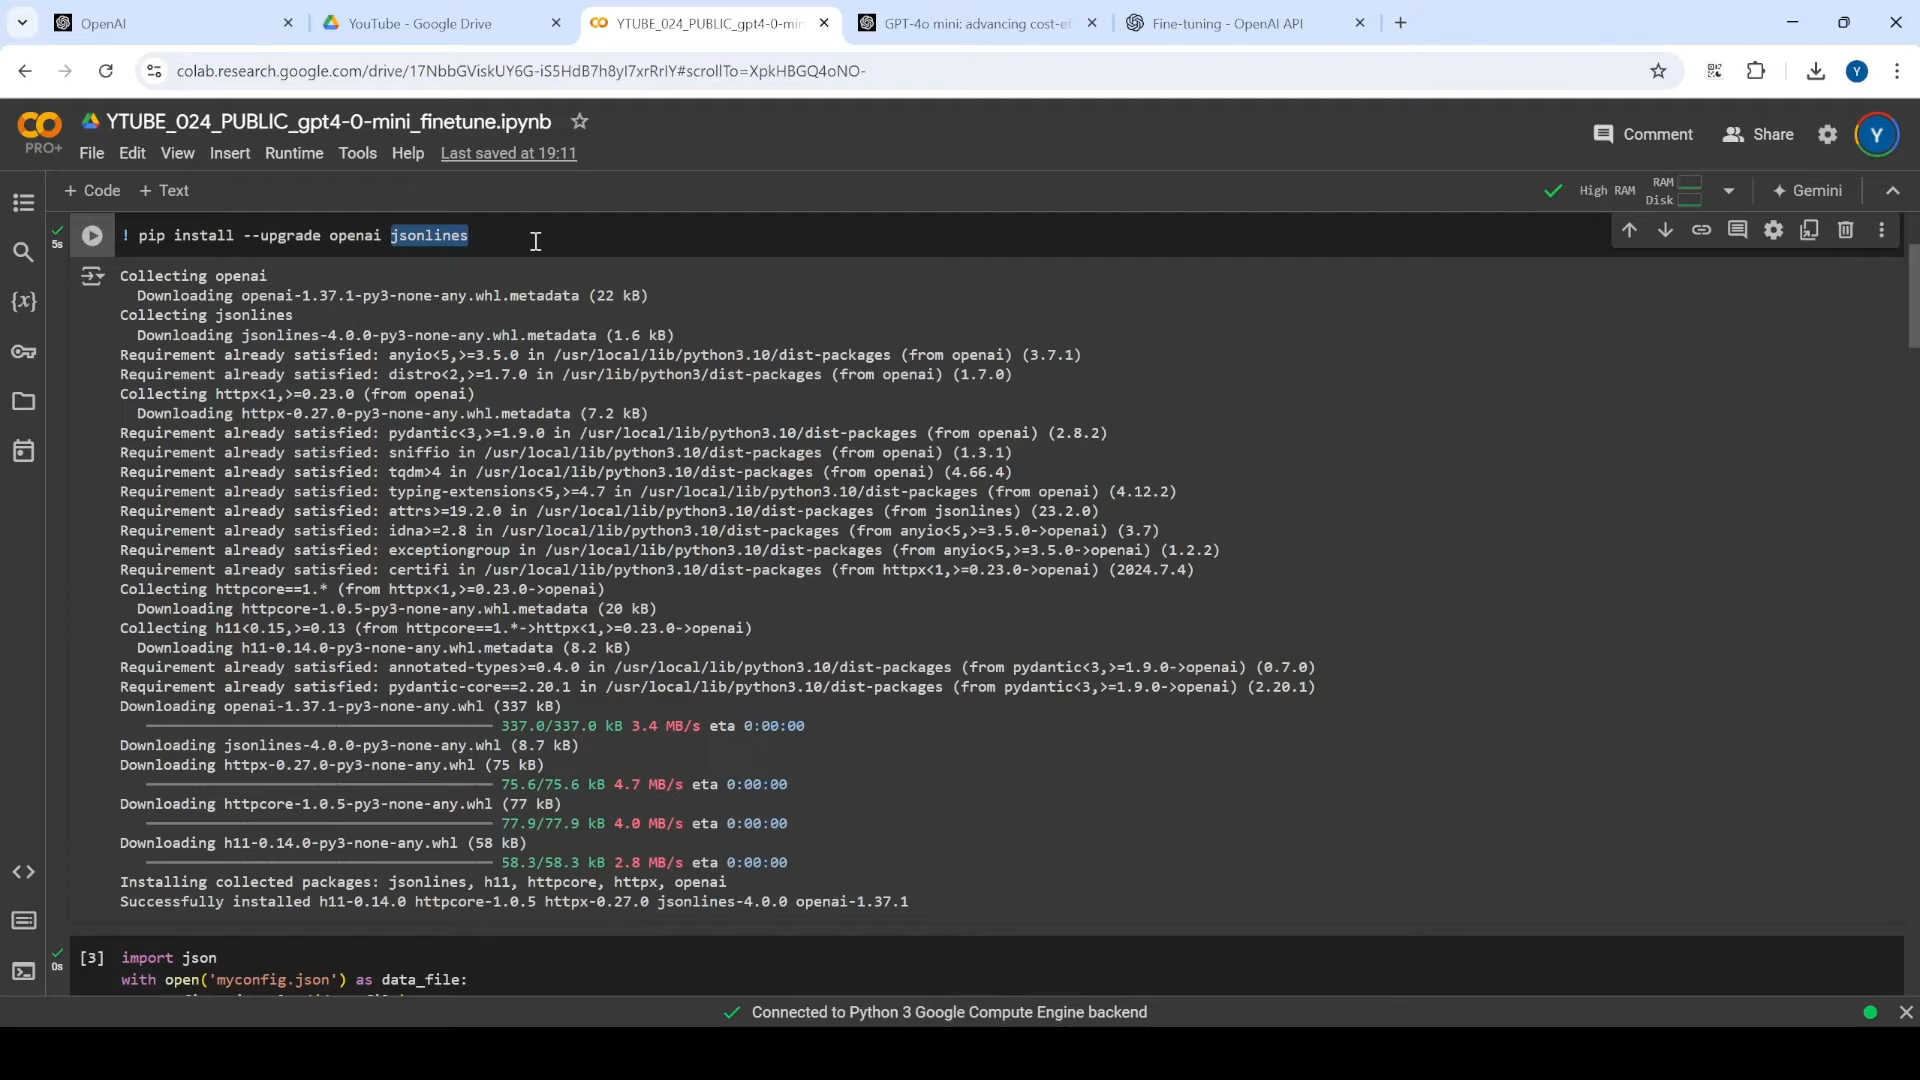 OpenAI
YouTube - Google Drive
YTUBE_024_PUBLIC_gpt4-0-min
GPT-4o mini: advancing cost-ef
Fine-tuning - OpenAI API
colab.research.google.com/drive/17NbbGViskUY6G-iS5HdB7h8yI7xrRrIY#scrollTo=XpkHBGQ4oNO-
Y
YTUBE_024_PUBLIC_gpt4-0-mini_finetune.ipynb
PRO+
File Edit View Insert Runtime Tools Help Last saved at 19:11
Comment Share Y
+ Code + Text
High RAM RAM Disk Gemini
5s
! pip install --upgrade openai jsonlines
Collecting openai
Downloading openai-1.37.1-py3-none-any.whl.metadata (22 kB)
Collecting jsonlines
Downloading jsonlines-4.0.0-py3-none-any.whl.metadata (1.6 kB)
Requirement already satisfied: anyio<5,>=3.5.0 in /usr/local/lib/python3.10/dist-packages (from openai) (3.7.1)
Requirement already satisfied: distro<2,>=1.7.0 in /usr/lib/python3/dist-packages (from openai) (1.7.0)
Collecting httpx<1,>=0.23.0 (from openai)
Downloading httpx-0.27.0-py3-none-any.whl.metadata (7.2 kB)
Requirement already satisfied: pydantic<3,>=1.9.0 in /usr/local/lib/python3.10/dist-packages (from openai) (2.8.2)
Requirement already satisfied: sniffio in /usr/local/lib/python3.10/dist-packages (from openai) (1.3.1)
Requirement already satisfied: tqdm>4 in /usr/local/lib/python3.10/dist-packages (from openai) (4.66.4)
Requirement already satisfied: typing-extensions<5,>=4.7 in /usr/local/lib/python3.10/dist-packages (from openai) (4.12.2)
Requirement already satisfied: attrs>=19.2.0 in /usr/local/lib/python3.10/dist-packages (from jsonlines) (23.2.0)
Requirement already satisfied: idna>=2.8 in /usr/local/lib/python3.10/dist-packages (from anyio<5,>=3.5.0->openai) (3.7)
Requirement already satisfied: exceptiongroup in /usr/local/lib/python3.10/dist-packages (from anyio<5,>=3.5.0->openai) (1.2.2)
Requirement already satisfied: certifi in /usr/local/lib/python3.10/dist-packages (from httpx<1,>=0.23.0->openai) (2024.7.4)
Collecting httpcore==1.* (from httpx<1,>=0.23.0->openai)
Downloading httpcore-1.0.5-py3-none-any.whl.metadata (20 kB)
Collecting h11<0.15,>=0.13 (from httpcore==1.*->httpx<1,>=0.23.0->openai)
Downloading h11-0.14.0-py3-none-any.whl.metadata (8.2 kB)
Requirement already satisfied: annotated-types>=0.4.0 in /usr/local/lib/python3.10/dist-packages (from pydantic<3,>=1.9.0->openai) (0.7.0)
Requirement already satisfied: pydantic-core==2.20.1 in /usr/local/lib/python3.10/dist-packages (from pydantic<3,>=1.9.0->openai) (2.20.1)
Downloading openai-1.37.1-py3-none-any.whl (337 kB)
337.0/337.0 kB 3.4 MB/s eta 0:00:00
Downloading jsonlines-4.0.0-py3-none-any.whl (8.7 kB)
Downloading httpx-0.27.0-py3-none-any.whl (75 kB)
75.6/75.6 kB 4.7 MB/s eta 0:00:00
Downloading httpcore-1.0.5-py3-none-any.whl (77 kB)
77.9/77.9 kB 4.0 MB/s eta 0:00:00
Downloading h11-0.14.0-py3-none-any.whl (58 kB)
58.3/58.3 kB 2.8 MB/s eta 0:00:00
Installing collected packages: jsonlines, h11, httpcore, httpx, openai
Successfully installed h11-0.14.0 httpcore-1.0.5 httpx-0.27.0 jsonlines-4.0.0 openai-1.37.1
0s
[3] import json
with open('myconfig.json') as data_file:
Connected to Python 3 Google Compute Engine backend